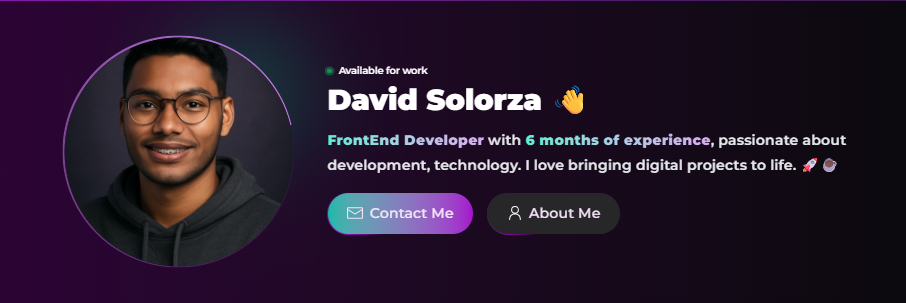 Available for work
David Solorza 👋
FrontEnd Developer with 6 months of experience, passionate about
development, technology. I love bringing digital projects to life. 🚀
Contact Me
About Me